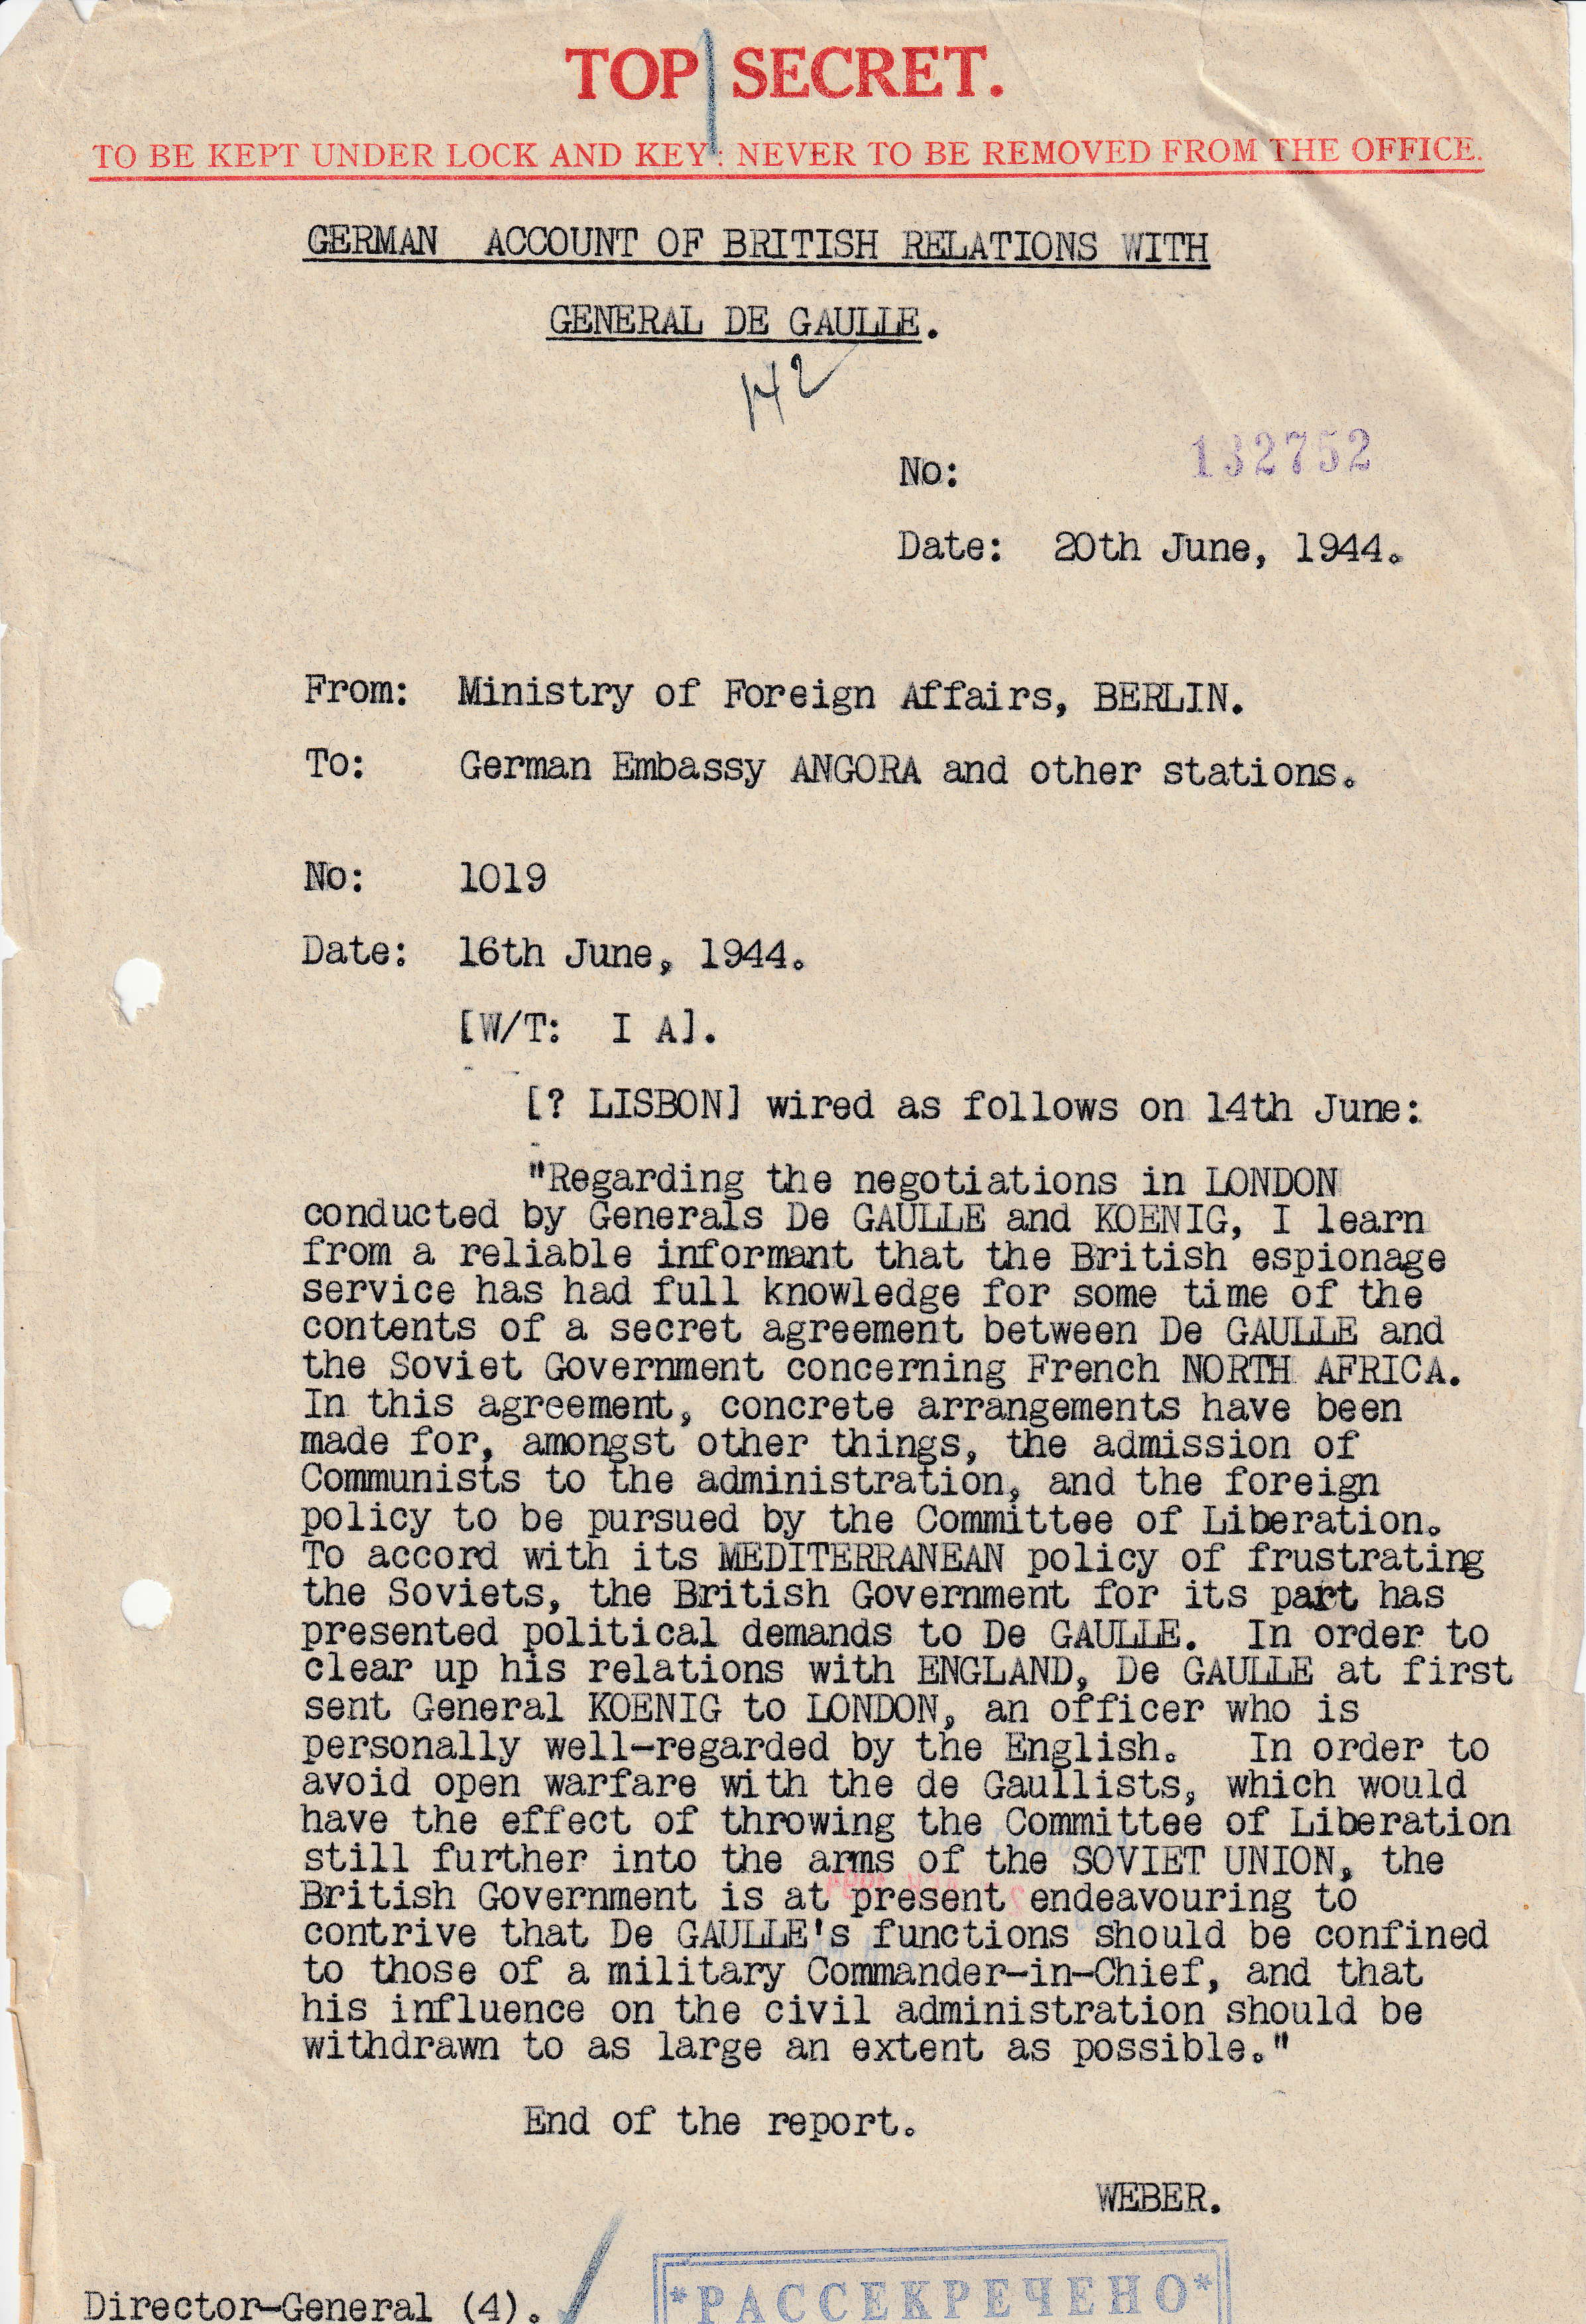 TOP SECRET.
TO BE KEPT UNDER LOCK AND KEY: NEVER TO BE REMOVED FROM THE OFFICE.
GERMAN ACCOUNT OF BRITISH RELATIONS WITH
GENERAL DE GAULLE.
142
No: 132752
Date: 20th June, 1944.
From: Ministry of Foreign Affairs, BERLIN.
To: German Embassy ANGORA and other stations.
No: 1019
Date: 16th June, 1944.
[W/T: I A].
[? LISBON] wired as follows on 14th June:
"Regarding the negotiations in LONDON
conducted by Generals De GAULLE and KOENIG, I learn
from a reliable informant that the British espionage
service has had full knowledge for some time of the
contents of a secret agreement between De GAULLE and
the Soviet Government concerning French NORTH AFRICA.
In this agreement, concrete arrangements have been
made for, amongst other things, the admission of
Communists to the administration, and the foreign
policy to be pursued by the Committee of Liberation.
To accord with its MEDITERRANEAN policy of frustrating
the Soviets, the British Government for its part has
presented political demands to De GAULLE. In order to
clear up his relations with ENGLAND, De GAULLE at first
sent General KOENIG to LONDON, an officer who is
personally well-regarded by the English. In order to
avoid open warfare with the de Gaullists, which would
have the effect of throwing the Committee of Liberation
still further into the arms of the SOVIET UNION, the
British Government is at present endeavouring to
contrive that De GAULLE's functions should be confined
to those of a military Commander-in-Chief, and that
his influence on the civil administration should be
withdrawn to as large an extent as possible."
End of the report.
WEBER.
Director-General (4).
*РАССЕКРЕЧЕНО*